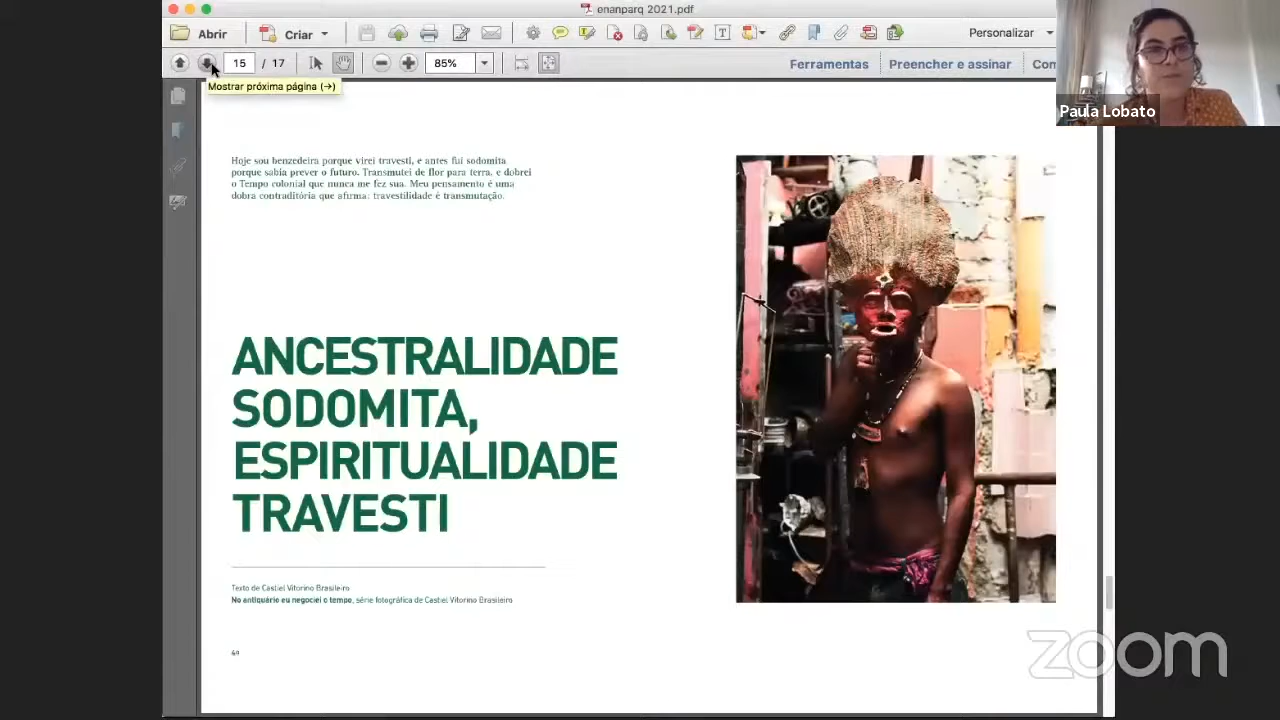 enanparq 2021.pdf
Abrir
Criar
Personalizar
15 / 17
85%
Ferramentas
Preencher e assinar
Con
Mostrar próxima página (→)
Paula Lobato
Hoje sou benzedeira porque virei travesti, e antes fui sodomita
porque sabia prever o futuro. Transmutei de flor para terra, e dobrei
o Tempo colonial que nunca me fez sua. Meu pensamento é uma
dobra contraditória que afirma: travestilidade é transmutação.
ANCESTRALIDADE
SODOMITA,
ESPIRITUALIDADE
TRAVESTI
Texto de Castiel Vitorino Brasileiro
No antiquário eu negociei o tempo, série fotográfica de Castiel Vitorino Brasileiro
zoom